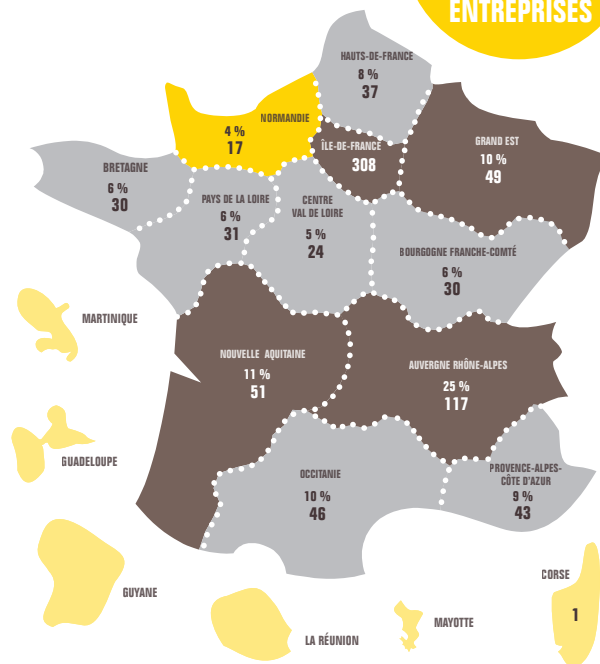 ENTREPRISES
HAUTS-DE-FRANCE
8 %
37
NORMANDIE
4 %
17
ÎLE-DE-FRANCE
308
GRAND EST
10 %
49
BRETAGNE
6 %
30
PAYS DE LA LOIRE
6 %
31
CENTRE
VAL DE LOIRE
5 %
24
BOURGOGNE FRANCHE-COMTÉ
6 %
30
MARTINIQUE
NOUVELLE AQUITAINE
11 %
51
AUVERGNE RHÔNE-ALPES
25 %
117
GUADELOUPE
OCCITANIE
10 %
46
PROVENCE-ALPES-
CÔTE D'AZUR
9 %
43
GUYANE
CORSE
1
LA RÉUNION
MAYOTTE